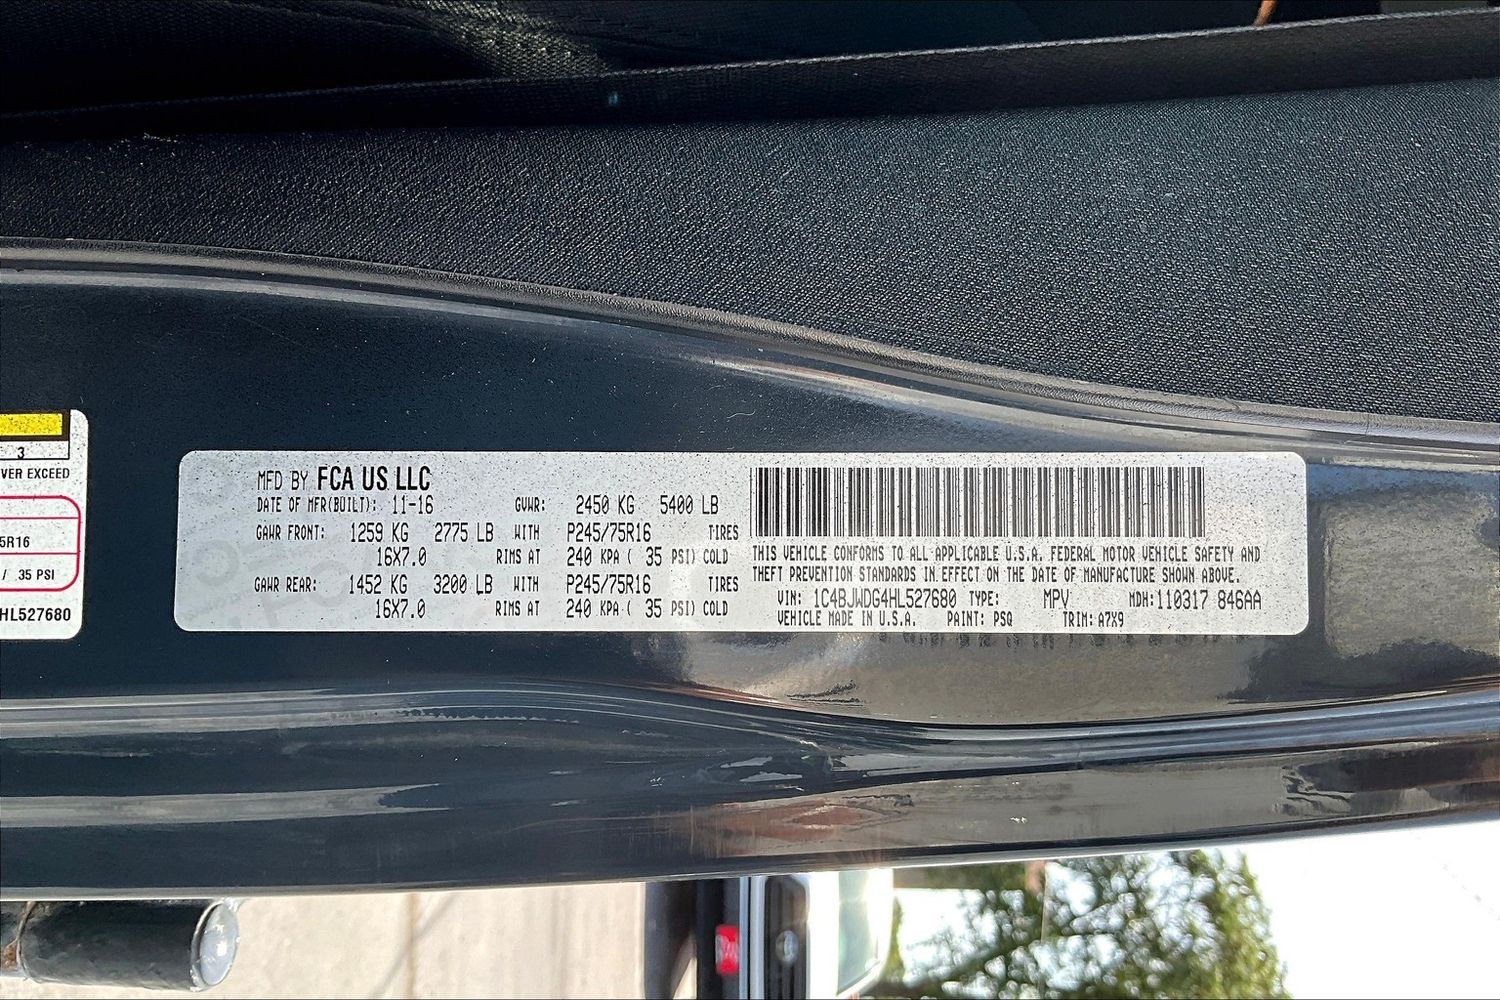 3
VER EXCEED
5R16
/ 35 PSI
HL527680
MFD BY FCA US LLC
DATE OF MFR(BUILT): 11-16 GVWR: 2450 KG 5400 LB
GAWR FRONT: 1259 KG 2775 LB WITH P245/75R16 TIRES
16X7.0 RIMS AT 240 KPA ( 35 PSI) COLD
GAWR REAR: 1452 KG 3200 LB WITH P245/75R16 TIRES
16X7.0 RIMS AT 240 KPA ( 35 PSI) COLD
THIS VEHICLE CONFORMS TO ALL APPLICABLE U.S.A. FEDERAL MOTOR VEHICLE SAFETY AND
THEFT PREVENTION STANDARDS IN EFFECT ON THE DATE OF MANUFACTURE SHOWN ABOVE.
VIN: 1C4BJWDG4HL527680 TYPE: MPV MDH: 110317 846AA
VEHICLE MADE IN U.S.A. PAINT: PSQ TRIM: A7X9